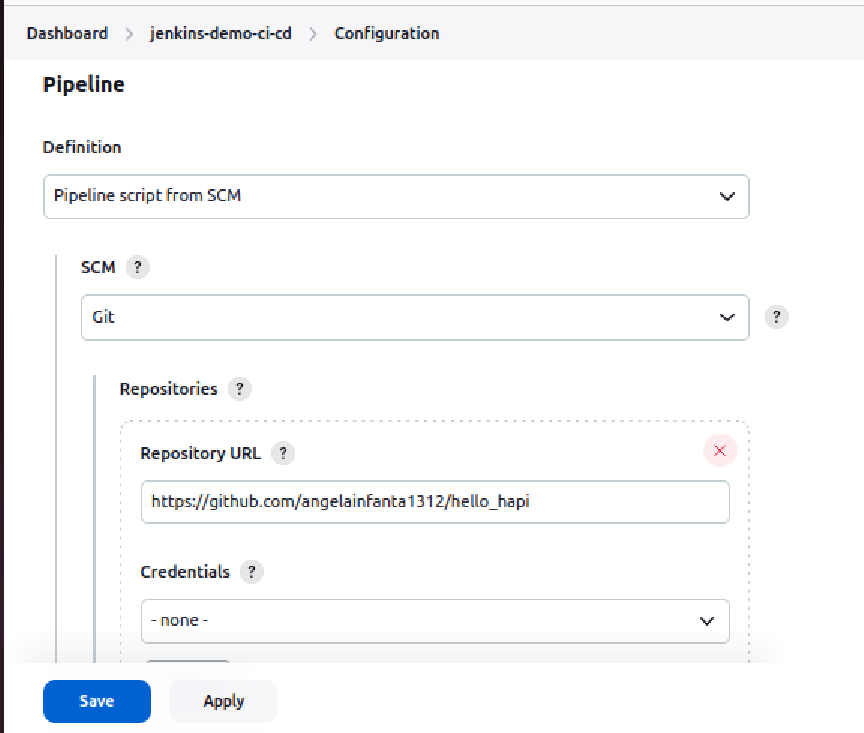 Dashboard > jenkins-demo-ci-cd > Configuration
Pipeline
Definition
Pipeline script from SCM
SCM ?
Git
?
Repositories ?
Repository URL ?
https://github.com/angelainfanta1312/hello_hapi
Credentials ?
- none -
Save Apply